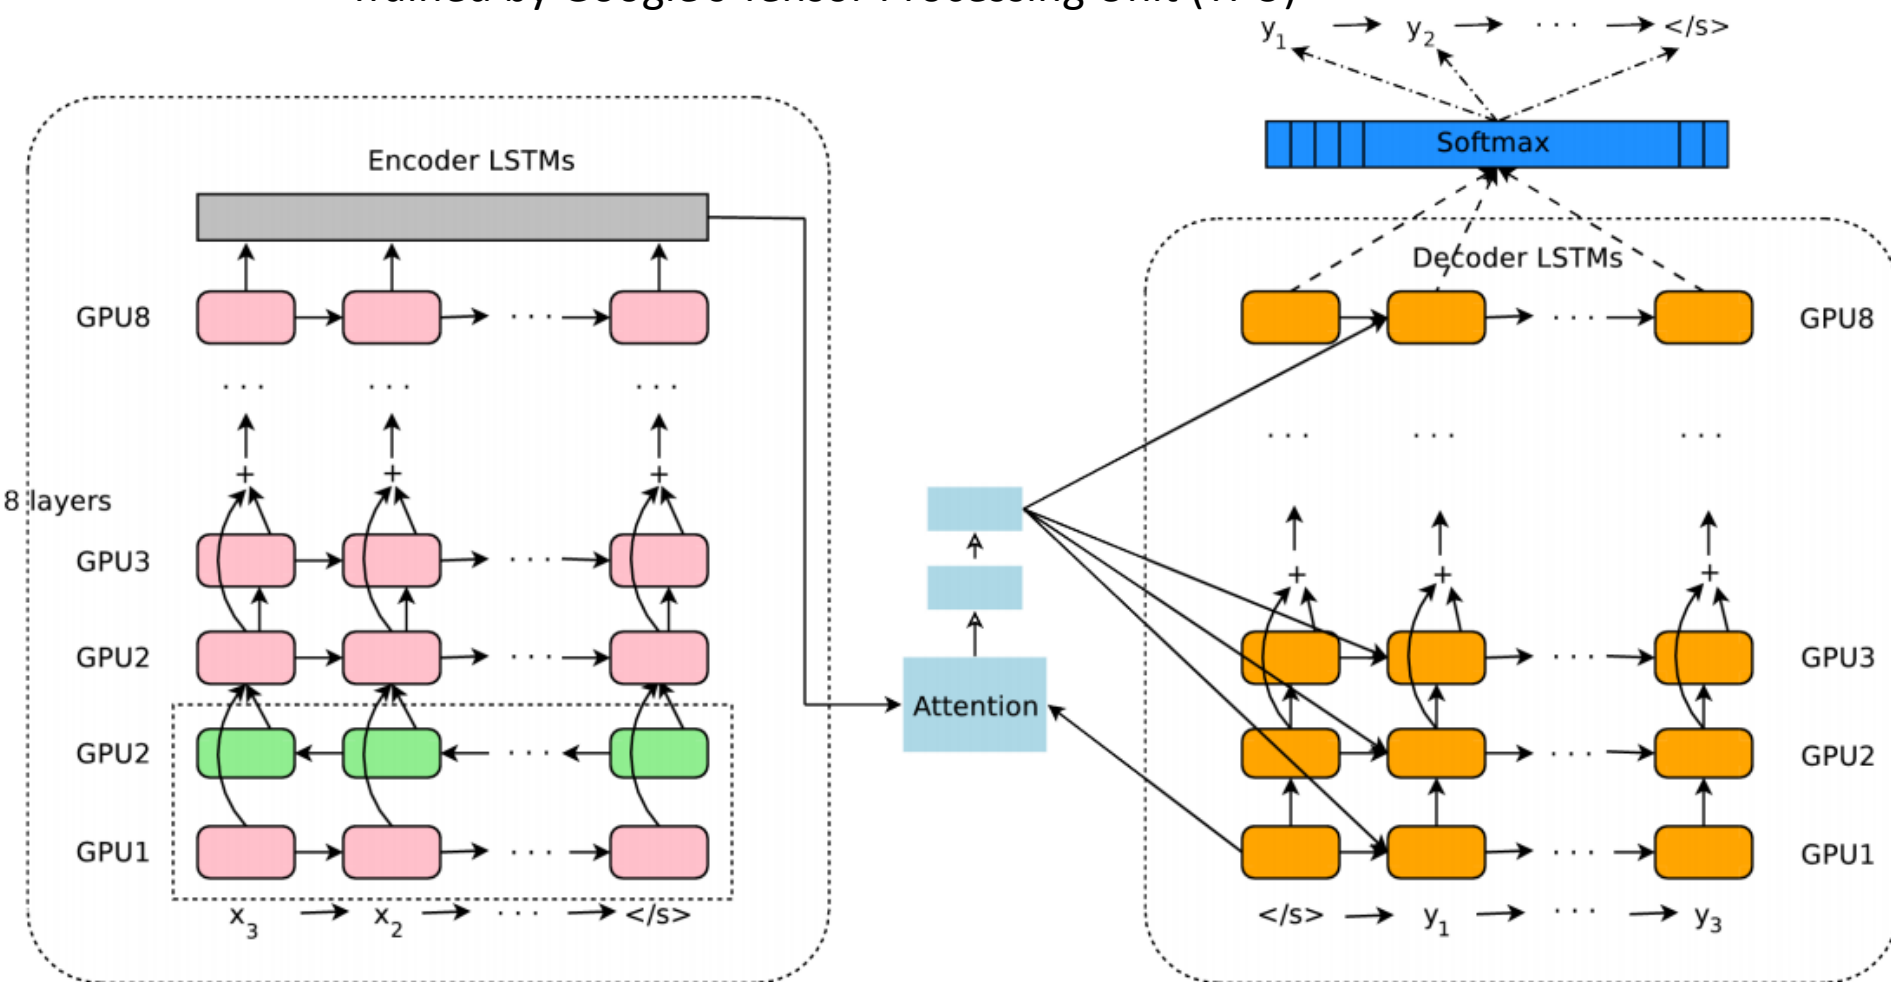 y1 → y2 → ... → </s>
Softmax
Encoder LSTMs
Decoder LSTMs
GPU8 ...
GPU8 ...
... ... ...
... ... ...
+ + +
8 layers
GPU3 ...
+ + +
GPU2 ...
GPU3 ...
Attention
GPU2 ...
GPU2 ...
GPU1 ...
GPU1 ...
x3 → x2 → ... → </s>
</s> → y1 → ... → y3